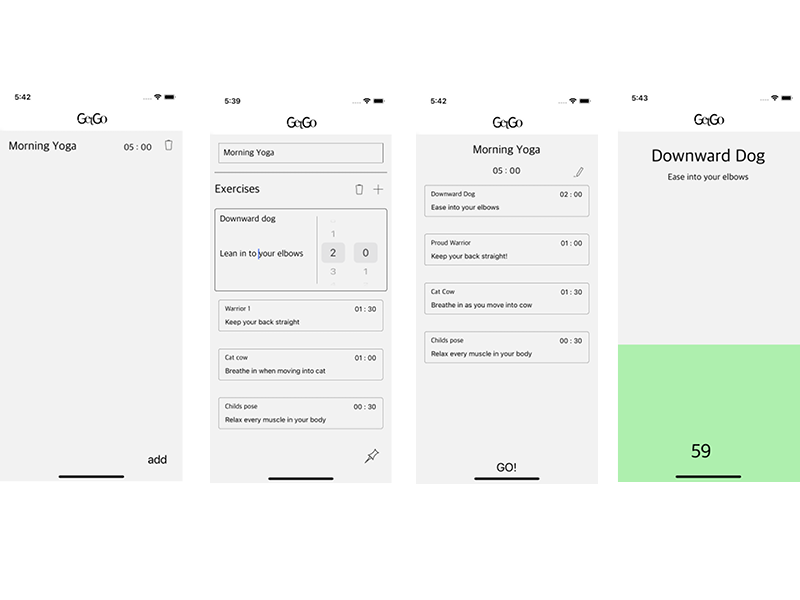 5:42
GetGo
Morning Yoga
05 : 00
add
5:39
GetGo
Morning Yoga
Exercises
Downward dog
Lean in to your elbows
1
2 0
3 1
Warrior 1
01 : 30
Keep your back straight
Cat cow
01 : 00
Breathe in when moving into cat
Childs pose
00 : 30
Relax every muscle in your body
5:42
GetGo
Morning Yoga
05 : 00
Downward Dog
02 : 00
Ease into your elbows
Proud Warrior
01 : 00
Keep your back straight!
Cat Cow
01 : 30
Breathe in as you move into cow
Childs pose
00 : 30
Relax every muscle in your body
GO!
5:43
GetGo
Downward Dog
Ease into your elbows
59